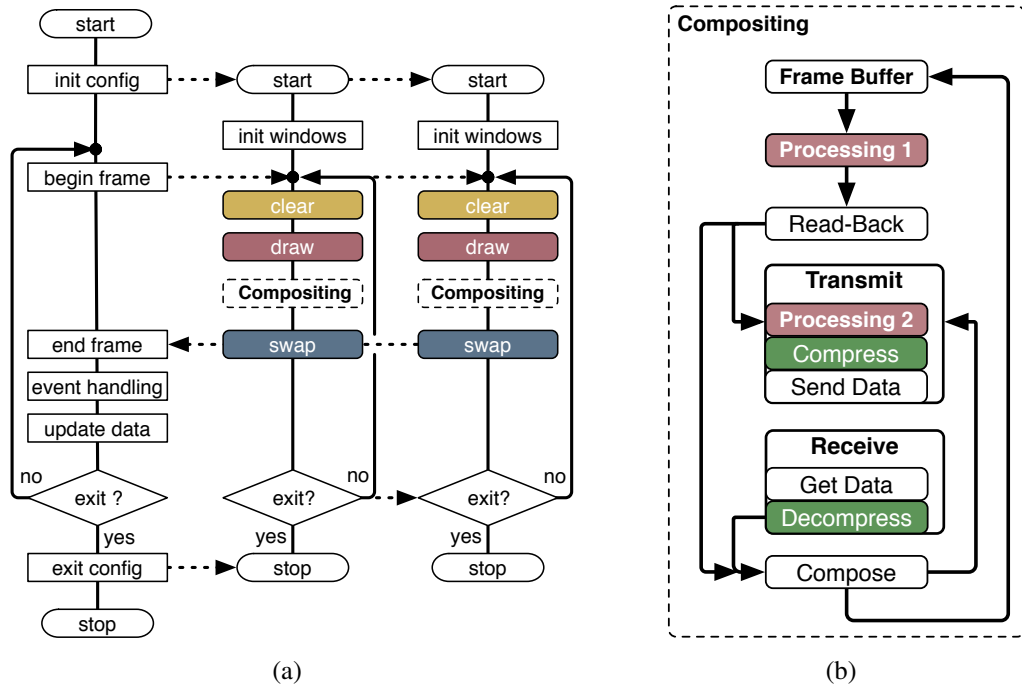 start
init config
begin frame
end frame
event handling
update data
no
exit ?
yes
exit config
stop
start
init windows
clear
draw
Compositing
swap
no
exit?
yes
stop
start
init windows
clear
draw
Compositing
swap
no
exit?
yes
stop
(a)
Compositing
Frame Buffer
Processing 1
Read-Back
Transmit
Processing 2
Compress
Send Data
Receive
Get Data
Decompress
Compose
(b)